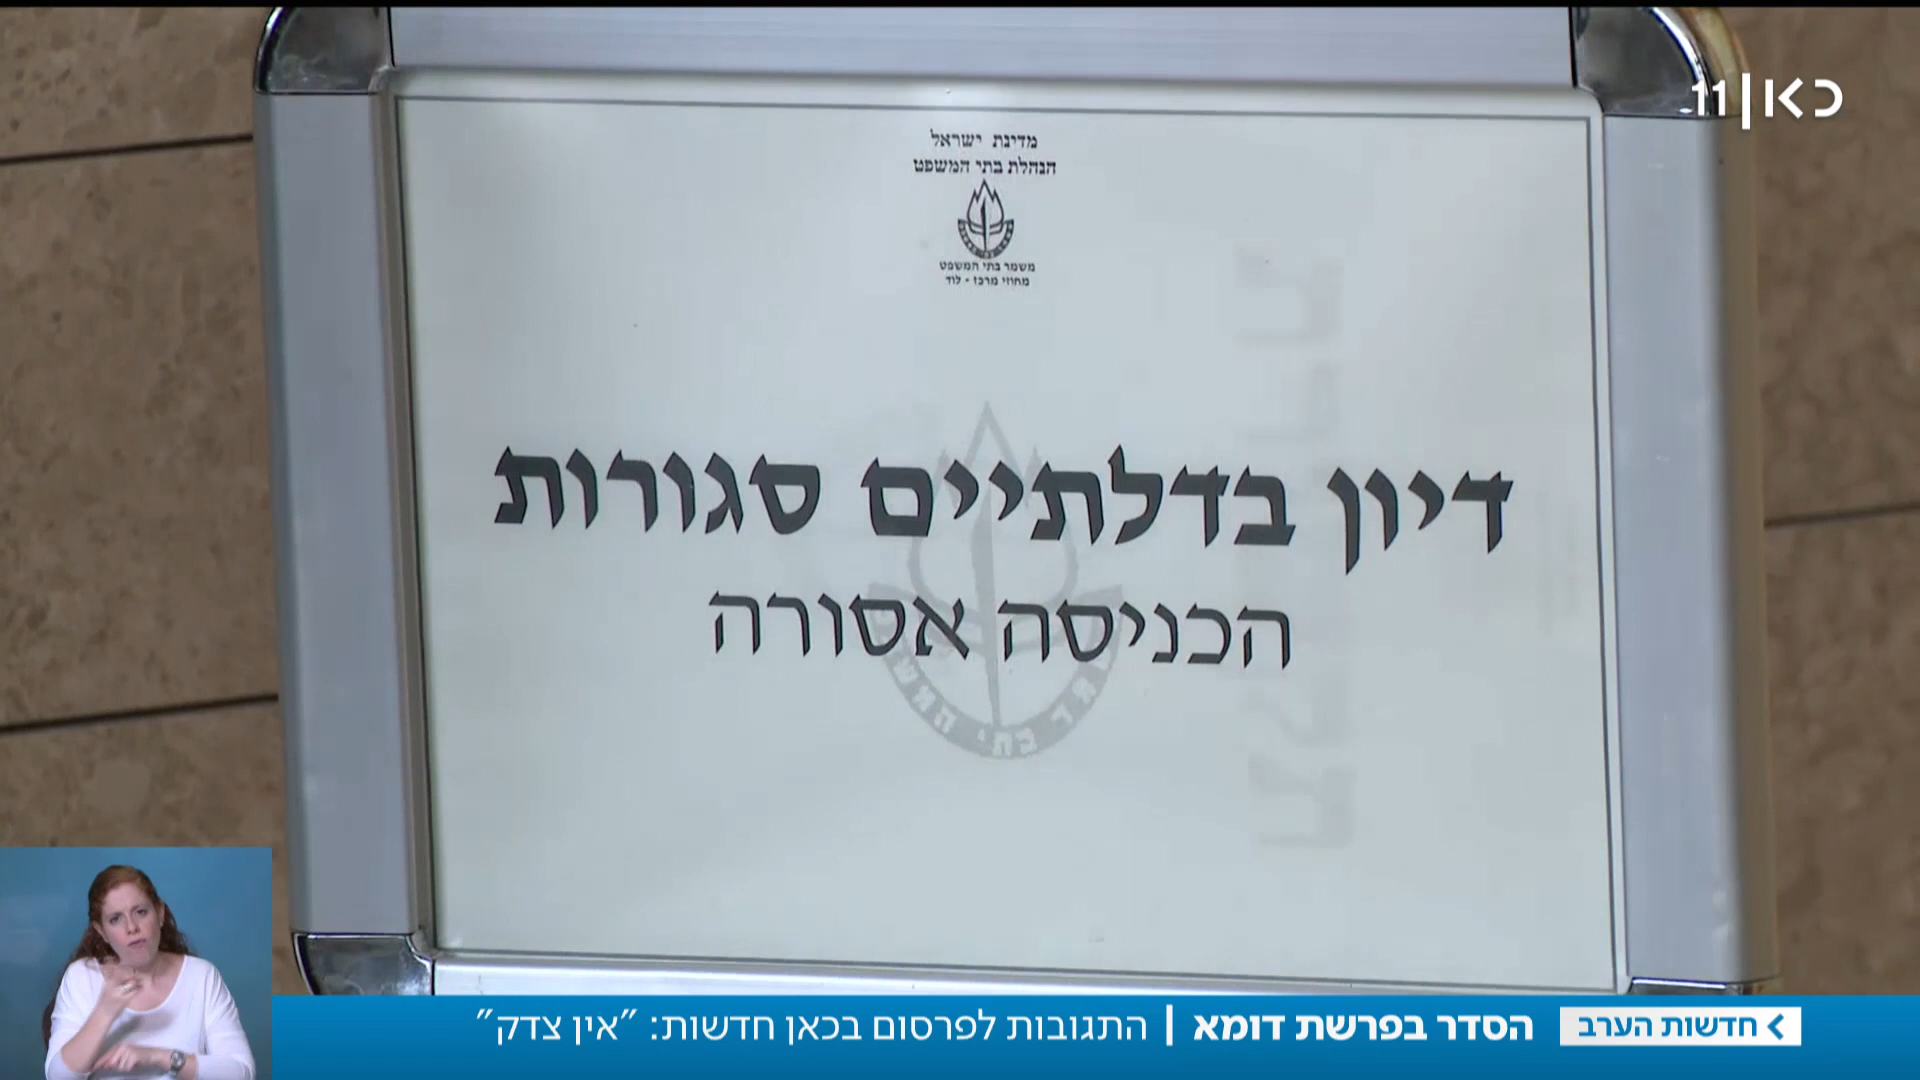 כאן|11
מדינת ישראל
הנהלת בתי המשפט
משמר בתי המשפט
מחוזי מרכז - לוד
דיון בדלתיים סגורות
הכניסה אסורה
חדשות הערב
הסדר בפרשת דומא | התגובות לפרסום בכאן חדשות: "אין צדק"